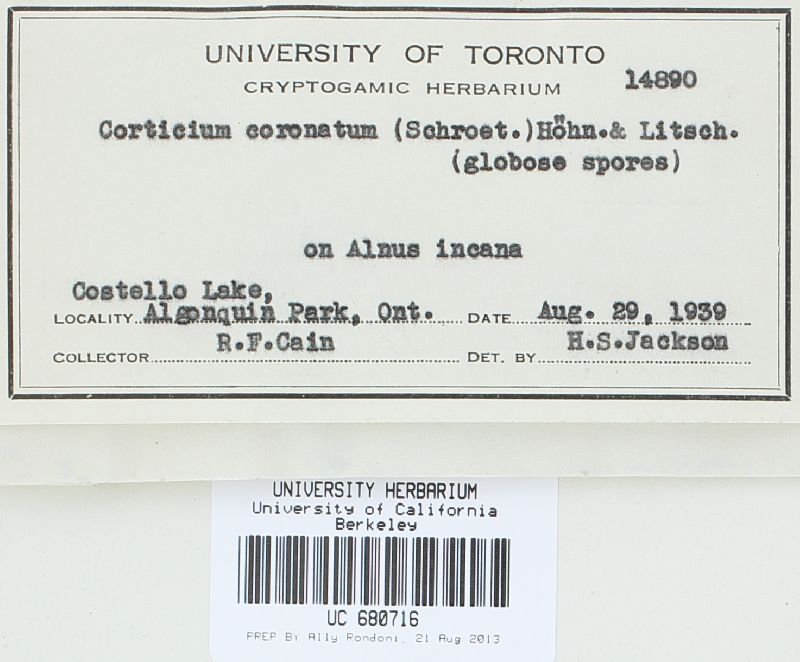 UNIVERSITY OF TORONTO
CRYPTOGAMIC HERBARIUM 14890
Corticium coronatum (Schroet.)Höhn.& Litsch.
(globose spores)
on Alnus incana
Costello Lake,
LOCALITY Algonquin Park, Ont. DATE Aug. 29, 1939
COLLECTOR R.F.Cain DET. BY H.S.Jackson
UNIVERSITY HERBARIUM
University of California
Berkeley
UC 680716
PREP BY Ally Rondoni, 21 Aug 2013